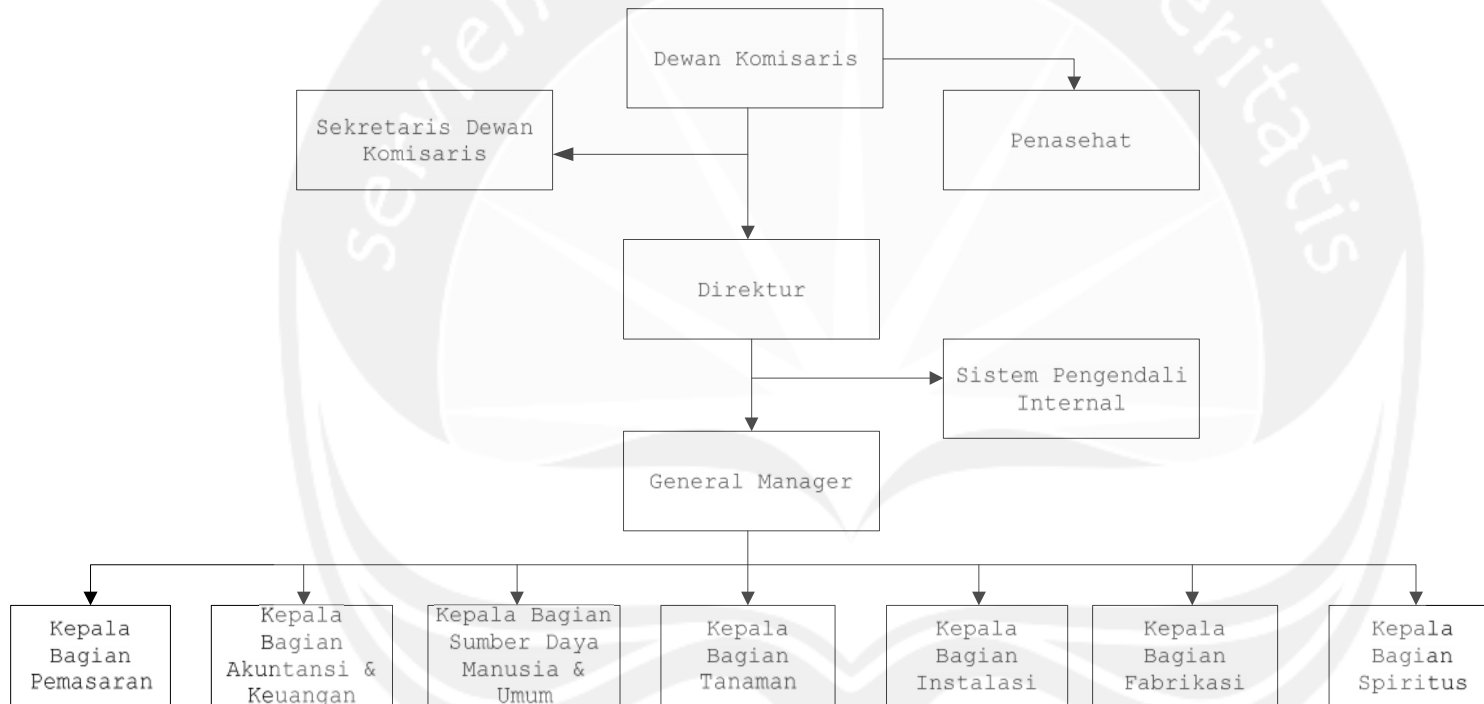 Dewan Komisaris
Sekretaris Dewan
Komisaris
Penasehat
Direktur
Sistem Pengendali
Internal
General Manager
Kepala
Bagian
Pemasaran
Kepala
Bagian
Akuntansi &
Keuangan
Kepala Bagian
Sumber Daya
Manusia &
Umum
Kepala
Bagian
Tanaman
Kepala
Bagian
Instalasi
Kepala
Bagian
Fabrikasi
Kepala
Bagian
Spiritus